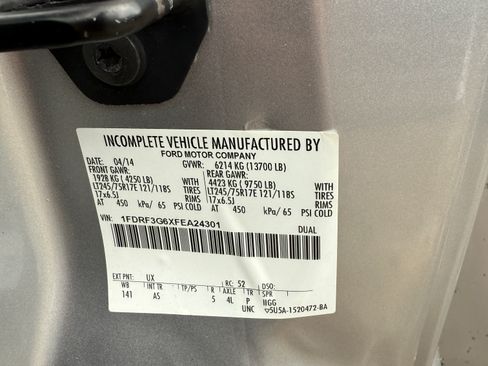 INCOMPLETE VEHICLE MANUFACTURED BY
FORD MOTOR COMPANY
DATE: 04/14 GVWR: 6214 KG (13700 LB)
FRONT GAWR: REAR GAWR:
1928 KG ( 4250 LB) WITH 4423 KG ( 9750 LB) WITH
LT245/75R17E 121/118S TIRES LT245/75R17E 121/118S TIRES
17x6.5J RIMS 17x6.5J RIMS
AT 450 kPa/ 65 PSI COLD AT 450 kPa/ 65 PSI COLD
VIN: 1FDRF3G6XFEA24301 DUAL
EXT PNT: UX RC: 52 DSO:
WB INT TR TP/PS R AXLE TR SPR
141 AS 5 4L P IIGG
UNC 5U5A-1520472-BA